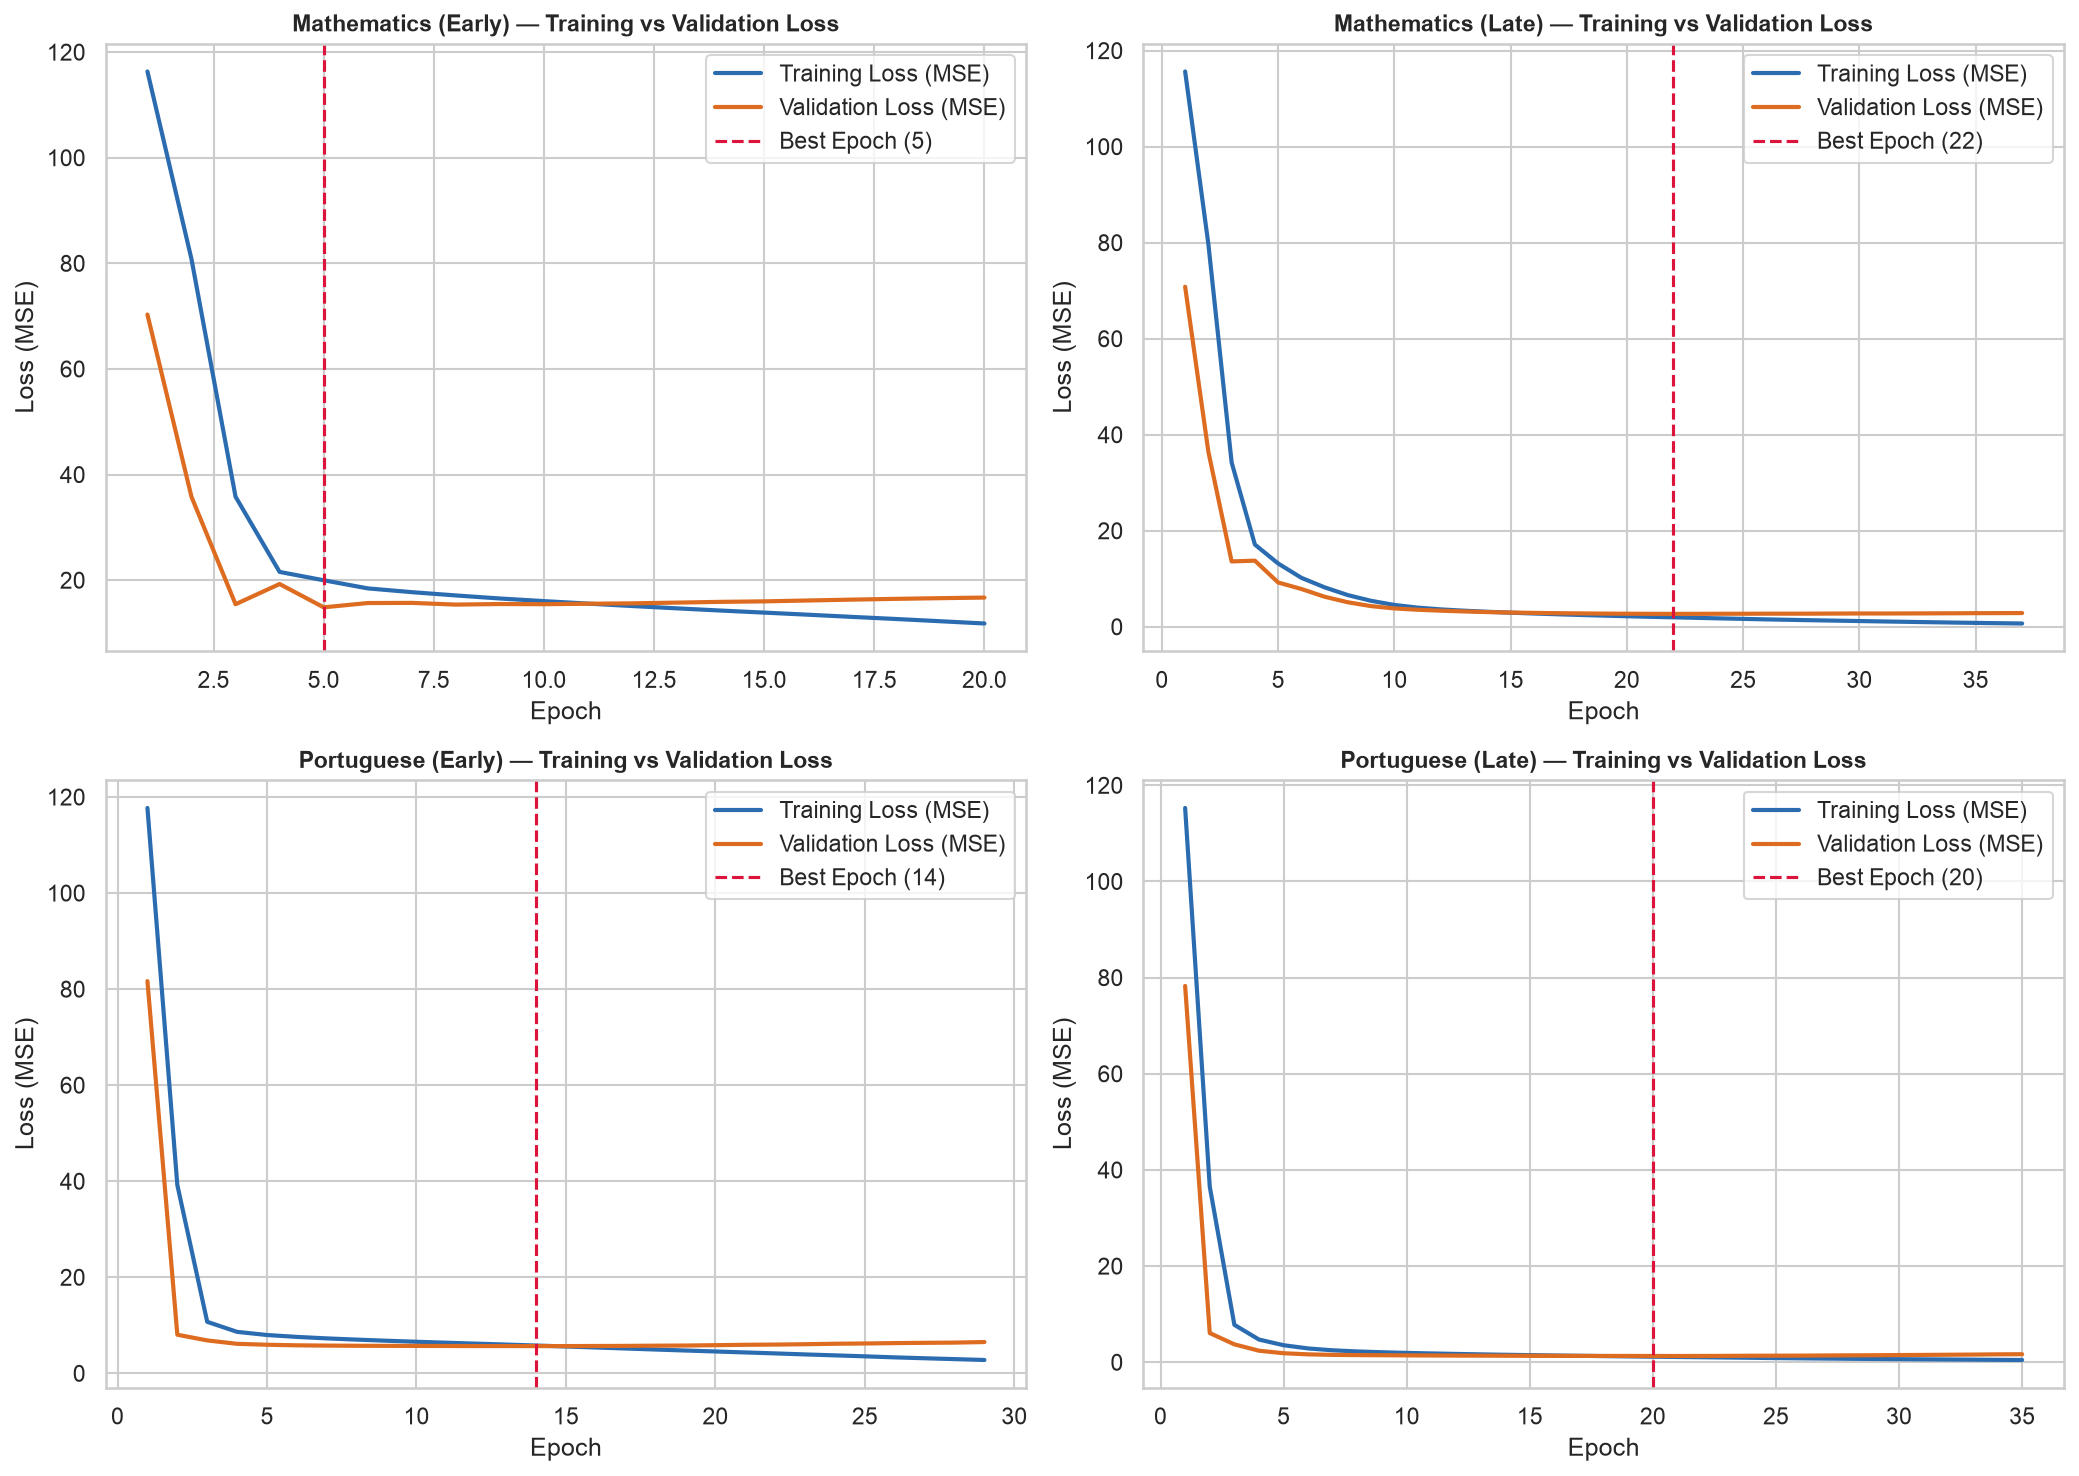 Mathematics (Early) — Training vs Validation Loss
120
100
80
60
40
20
Loss (MSE)
2.5 5.0 7.5 10.0 12.5 15.0 17.5 20.0
Epoch
Training Loss (MSE)
Validation Loss (MSE)
Best Epoch (5)
Mathematics (Late) — Training vs Validation Loss
120
100
80
60
40
20
0
Loss (MSE)
0 5 10 15 20 25 30 35
Epoch
Training Loss (MSE)
Validation Loss (MSE)
Best Epoch (22)
Portuguese (Early) — Training vs Validation Loss
120
100
80
60
40
20
0
Loss (MSE)
0 5 10 15 20 25 30
Epoch
Training Loss (MSE)
Validation Loss (MSE)
Best Epoch (14)
Portuguese (Late) — Training vs Validation Loss
120
100
80
60
40
20
0
Loss (MSE)
0 5 10 15 20 25 30 35
Epoch
Training Loss (MSE)
Validation Loss (MSE)
Best Epoch (20)